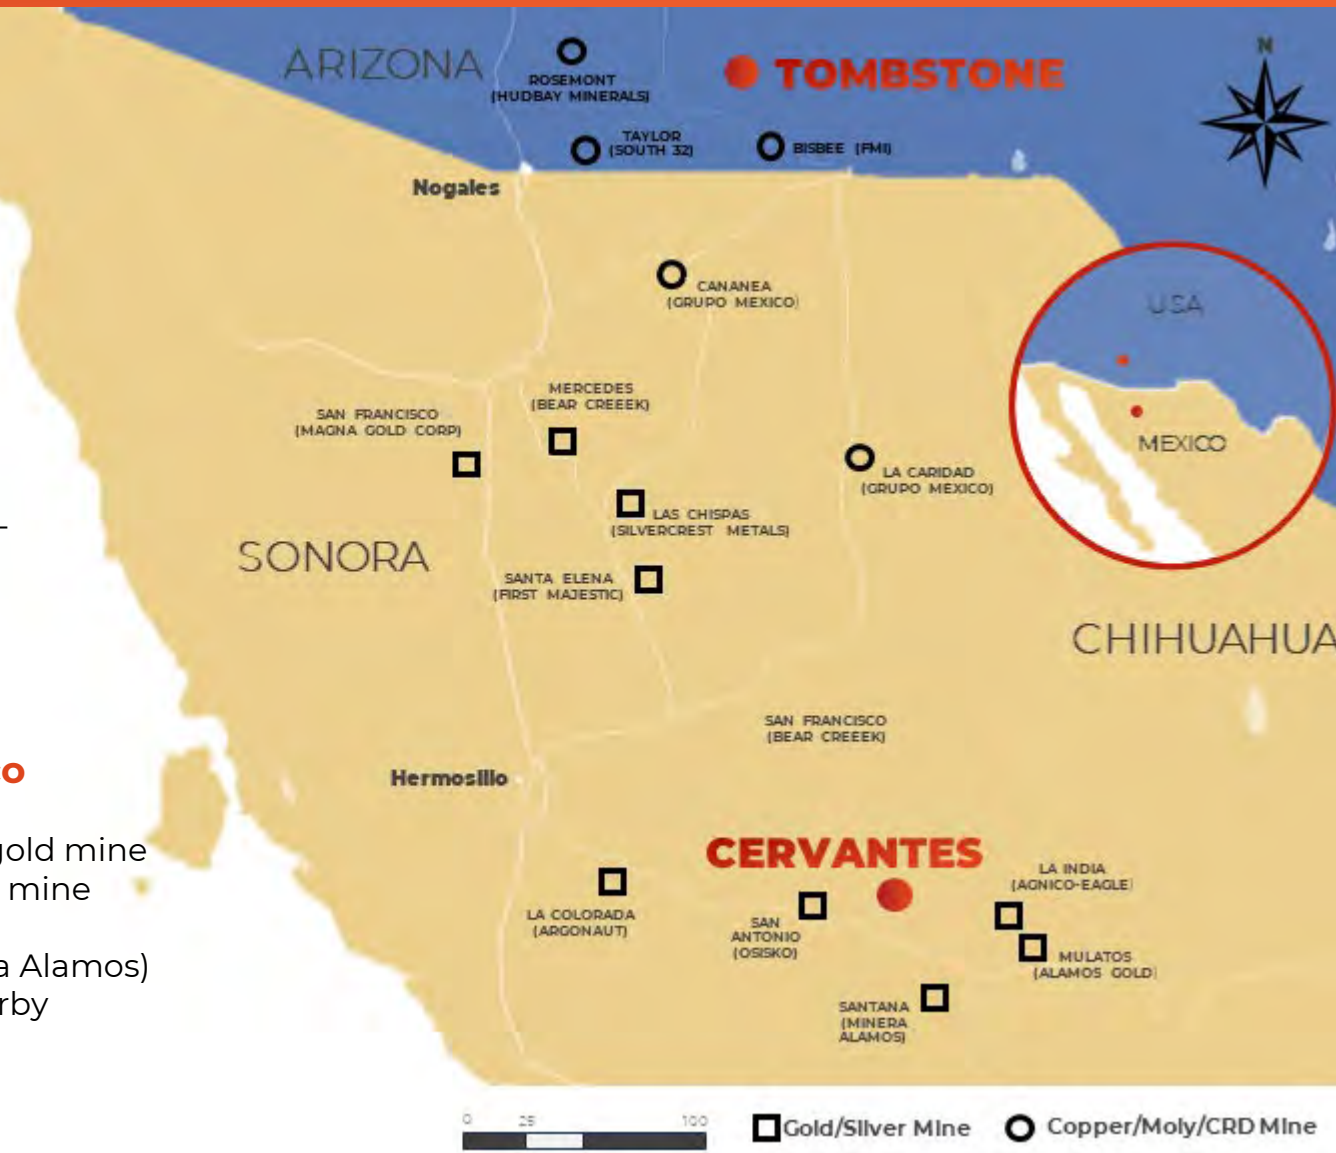 ARIZONA
ROSEMONT
(HUDBAY MINERALS)
TOMBSTONE
N
TAYLOR
(SOUTH 32)
BISBEE (FMI)
Nogales
CANANEA
(GRUPO MEXICO)
USA
MEXICO
MERCEDES
(BEAR CREEEK)
SAN FRANCISCO
(MAGNA GOLD CORP)
LA CARIDAD
(GRUPO MEXICO)
LAS CHISPAS
(SILVERCREST METALS)
SONORA
SANTA ELENA
(FIRST MAJESTIC)
CHIHUAHUA
SAN FRANCISCO
(BEAR CREEEK)
Hermosillo
o
gold mine
mine
a Alamos)
rby
CERVANTES
LA INDIA
(AGNICO-EAGLE)
LA COLORADA
(ARGONAUT)
SAN
ANTONIO
(OSISKO)
MULATOS
(ALAMOS GOLD)
SANTANA
(MINERA
ALAMOS)
0 25 100
Gold/Silver Mine
Copper/Moly/CRD Mine